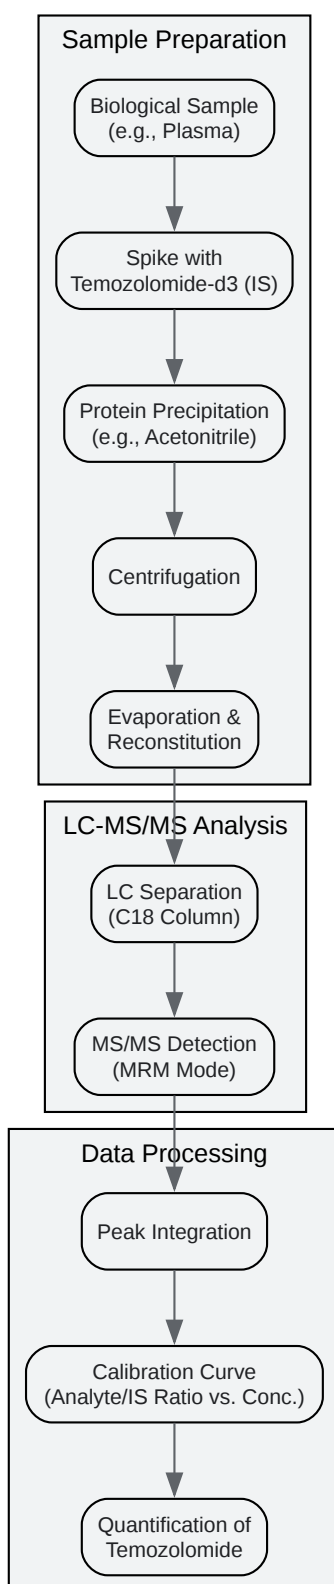 Sample Preparation
Biological Sample
(e.g., Plasma)
Spike with
Temozolomide-d3 (IS)
Protein Precipitation
(e.g., Acetonitrile)
Centrifugation
Evaporation &
Reconstitution
LC-MS/MS Analysis
LC Separation
(C18 Column)
MS/MS Detection
(MRM Mode)
Data Processing
Peak Integration
Calibration Curve
(Analyte/IS Ratio vs. Conc.)
Quantification of
Temozolomide